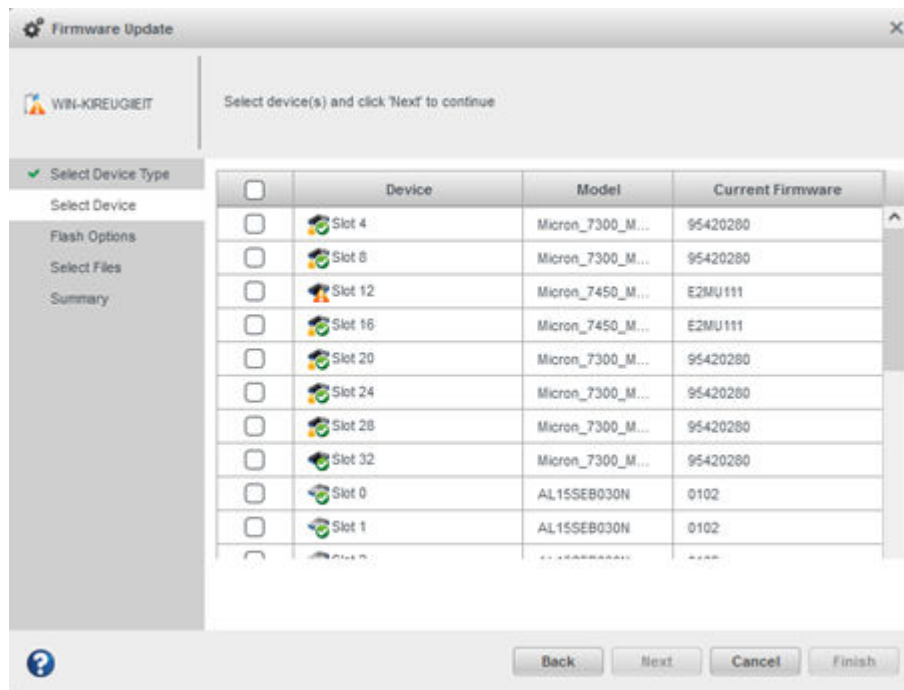 Firmware Update
WIN-KIREUGIIEIT
Select device(s) and click 'Next' to continue
Select Device Type
Select Device
Flash Options
Select Files
Summary
Device Model Current Firmware
Slot 4 Micron_7300_M... 95420280
Slot 8 Micron_7300_M... 95420280
Slot 12 Micron_7450_M... E2MU111
Slot 16 Micron_7450_M... E2MU111
Slot 20 Micron_7300_M... 95420280
Slot 24 Micron_7300_M... 95420280
Slot 28 Micron_7300_M... 95420280
Slot 32 Micron_7300_M... 95420280
Slot 0 AL15SEB030N 0102
Slot 1 AL15SEB030N 0102
Back Next Cancel Finish